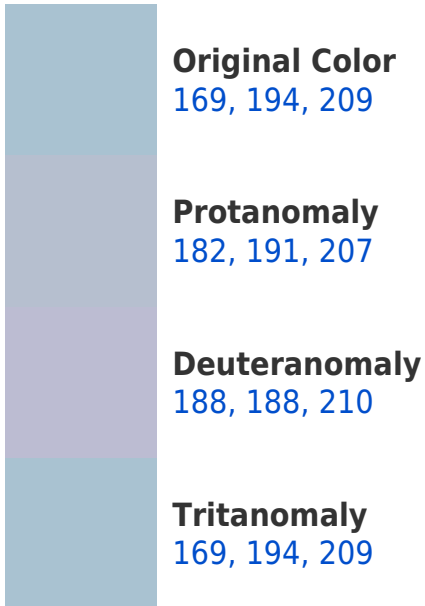 Original Color
169, 194, 209
Protanomaly
182, 191, 207
Deuteranomaly
188, 188, 210
Tritanomaly
169, 194, 209